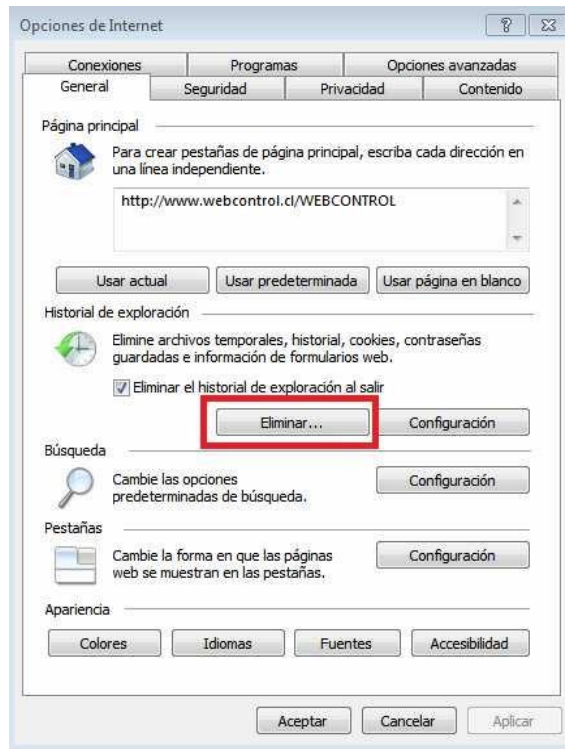 Opciones de Internet
Conexiones Programas Opciones avanzadas
General Seguridad Privacidad Contenido
Página principal
Para crear pestañas de página principal, escriba cada dirección en
una línea independiente.
http://www.webcontrol.cl/WEBCONTROL
Usar actual Usar predeterminada Usar página en blanco
Historial de exploración
Elimine archivos temporales, historial, cookies, contraseñas
guardadas e información de formularios web.
Eliminar el historial de exploración al salir
Eliminar... Configuración
Búsqueda
Cambie las opciones
predeterminadas de búsqueda.
Configuración
Pestañas
Cambie la forma en que las páginas
web se muestran en las pestañas.
Configuración
Apariencia
Colores Idiomas Fuentes Accesibilidad
Aceptar Cancelar Aplicar